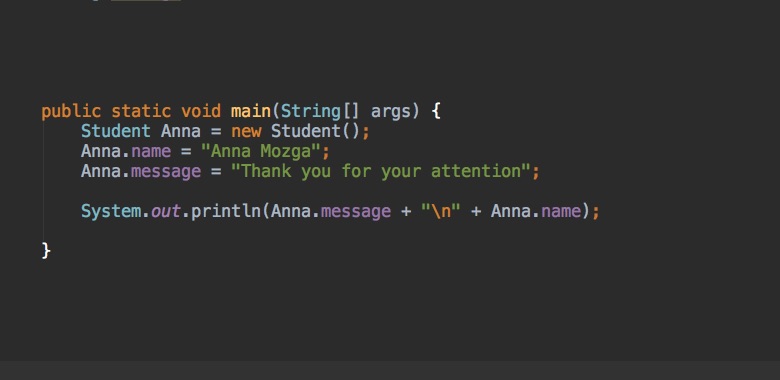 public static void main(String[] args) {
    Student Anna = new Student();
    Anna.name = "Anna Mozga";
    Anna.message = "Thank you for your attention";

    System.out.println(Anna.message + "\n" + Anna.name);

}